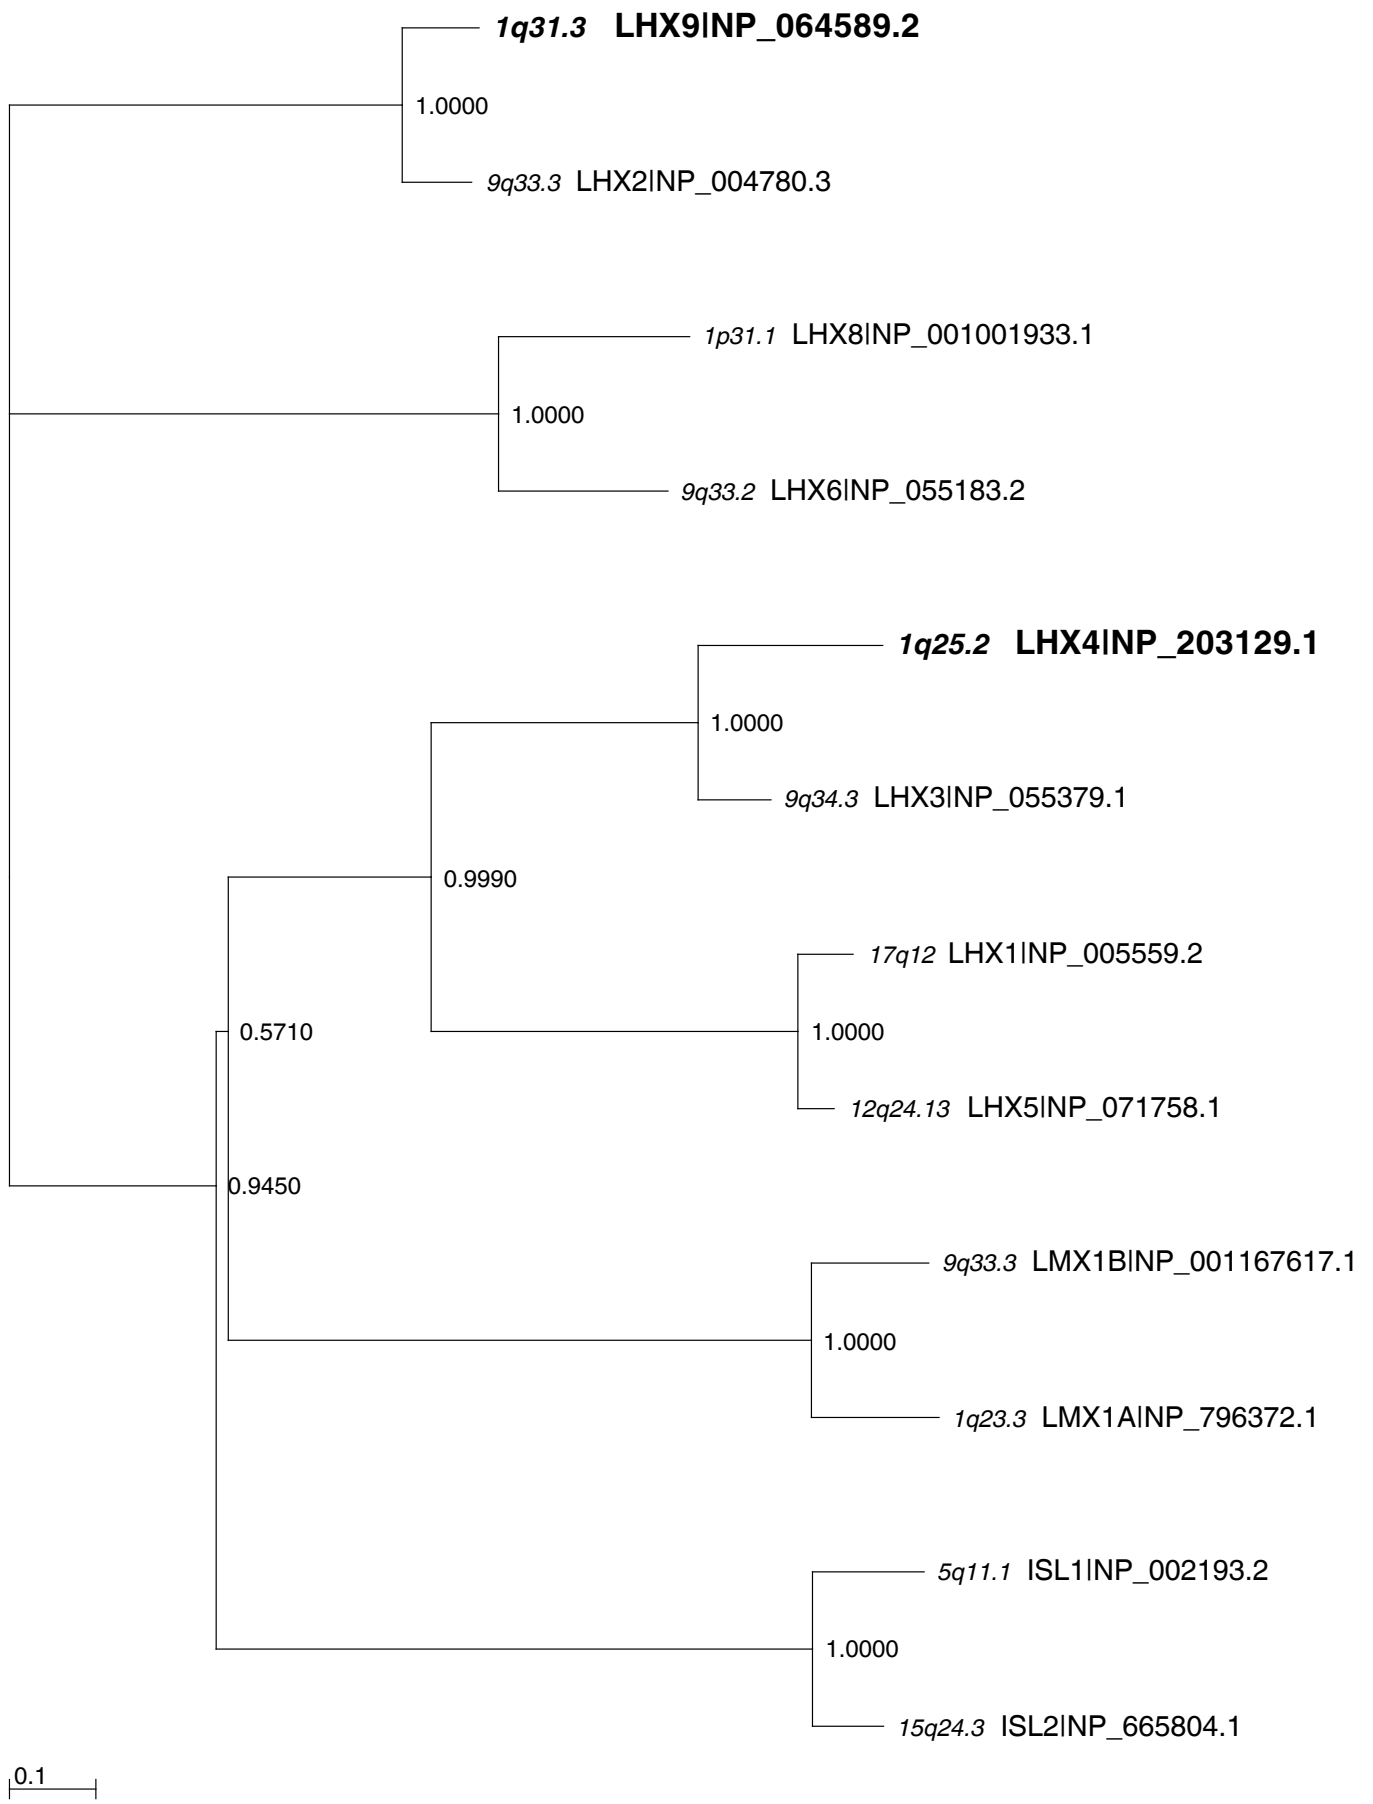 1q31.3 LHX9|NP_064589.2
1.0000
9q33.3 LHX2|NP_004780.3
1p31.1 LHX8|NP_001001933.1
1.0000
9q33.2 LHX6|NP_055183.2
1q25.2 LHX4|NP_203129.1
1.0000
9q34.3 LHX3|NP_055379.1
0.9990
17q12 LHX1|NP_005559.2
0.5710
1.0000
12q24.13 LHX5|NP_071758.1
0.9450
9q33.3 LMX1B|NP_001167617.1
1.0000
1q23.3 LMX1A|NP_796372.1
5q11.1 ISL1|NP_002193.2
1.0000
15q24.3 ISL2|NP_665804.1
0.1